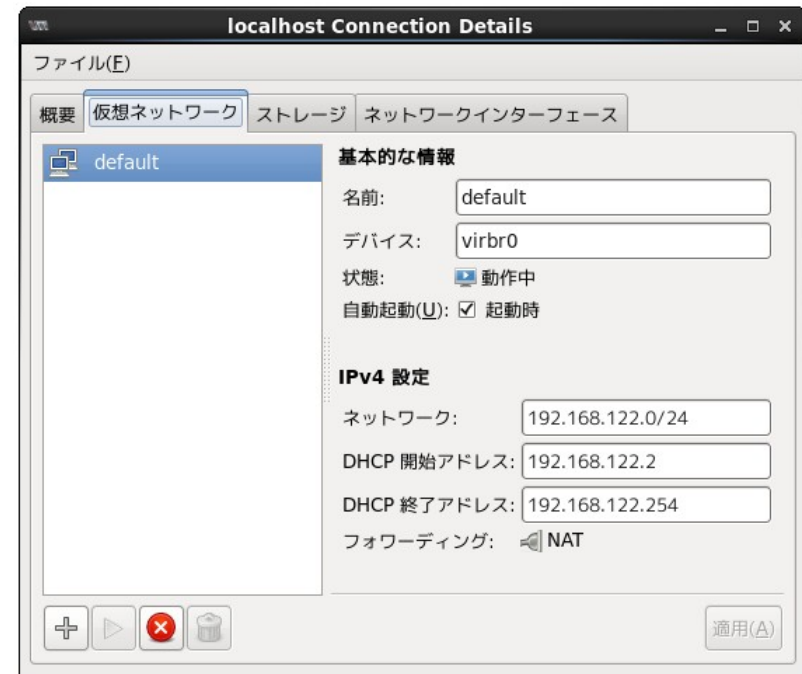 localhost Connection Details
ファイル(F)
概要 仮想ネットワーク ストレージ ネットワークインターフェース
default
基本的な情報
名前: default
デバイス: virbr0
状態: 動作中
自動起動(U): 起動時
IPv4 設定
ネットワーク: 192.168.122.0/24
DHCP 開始アドレス: 192.168.122.2
DHCP 終了アドレス: 192.168.122.254
フォワーディング: NAT
適用(A)